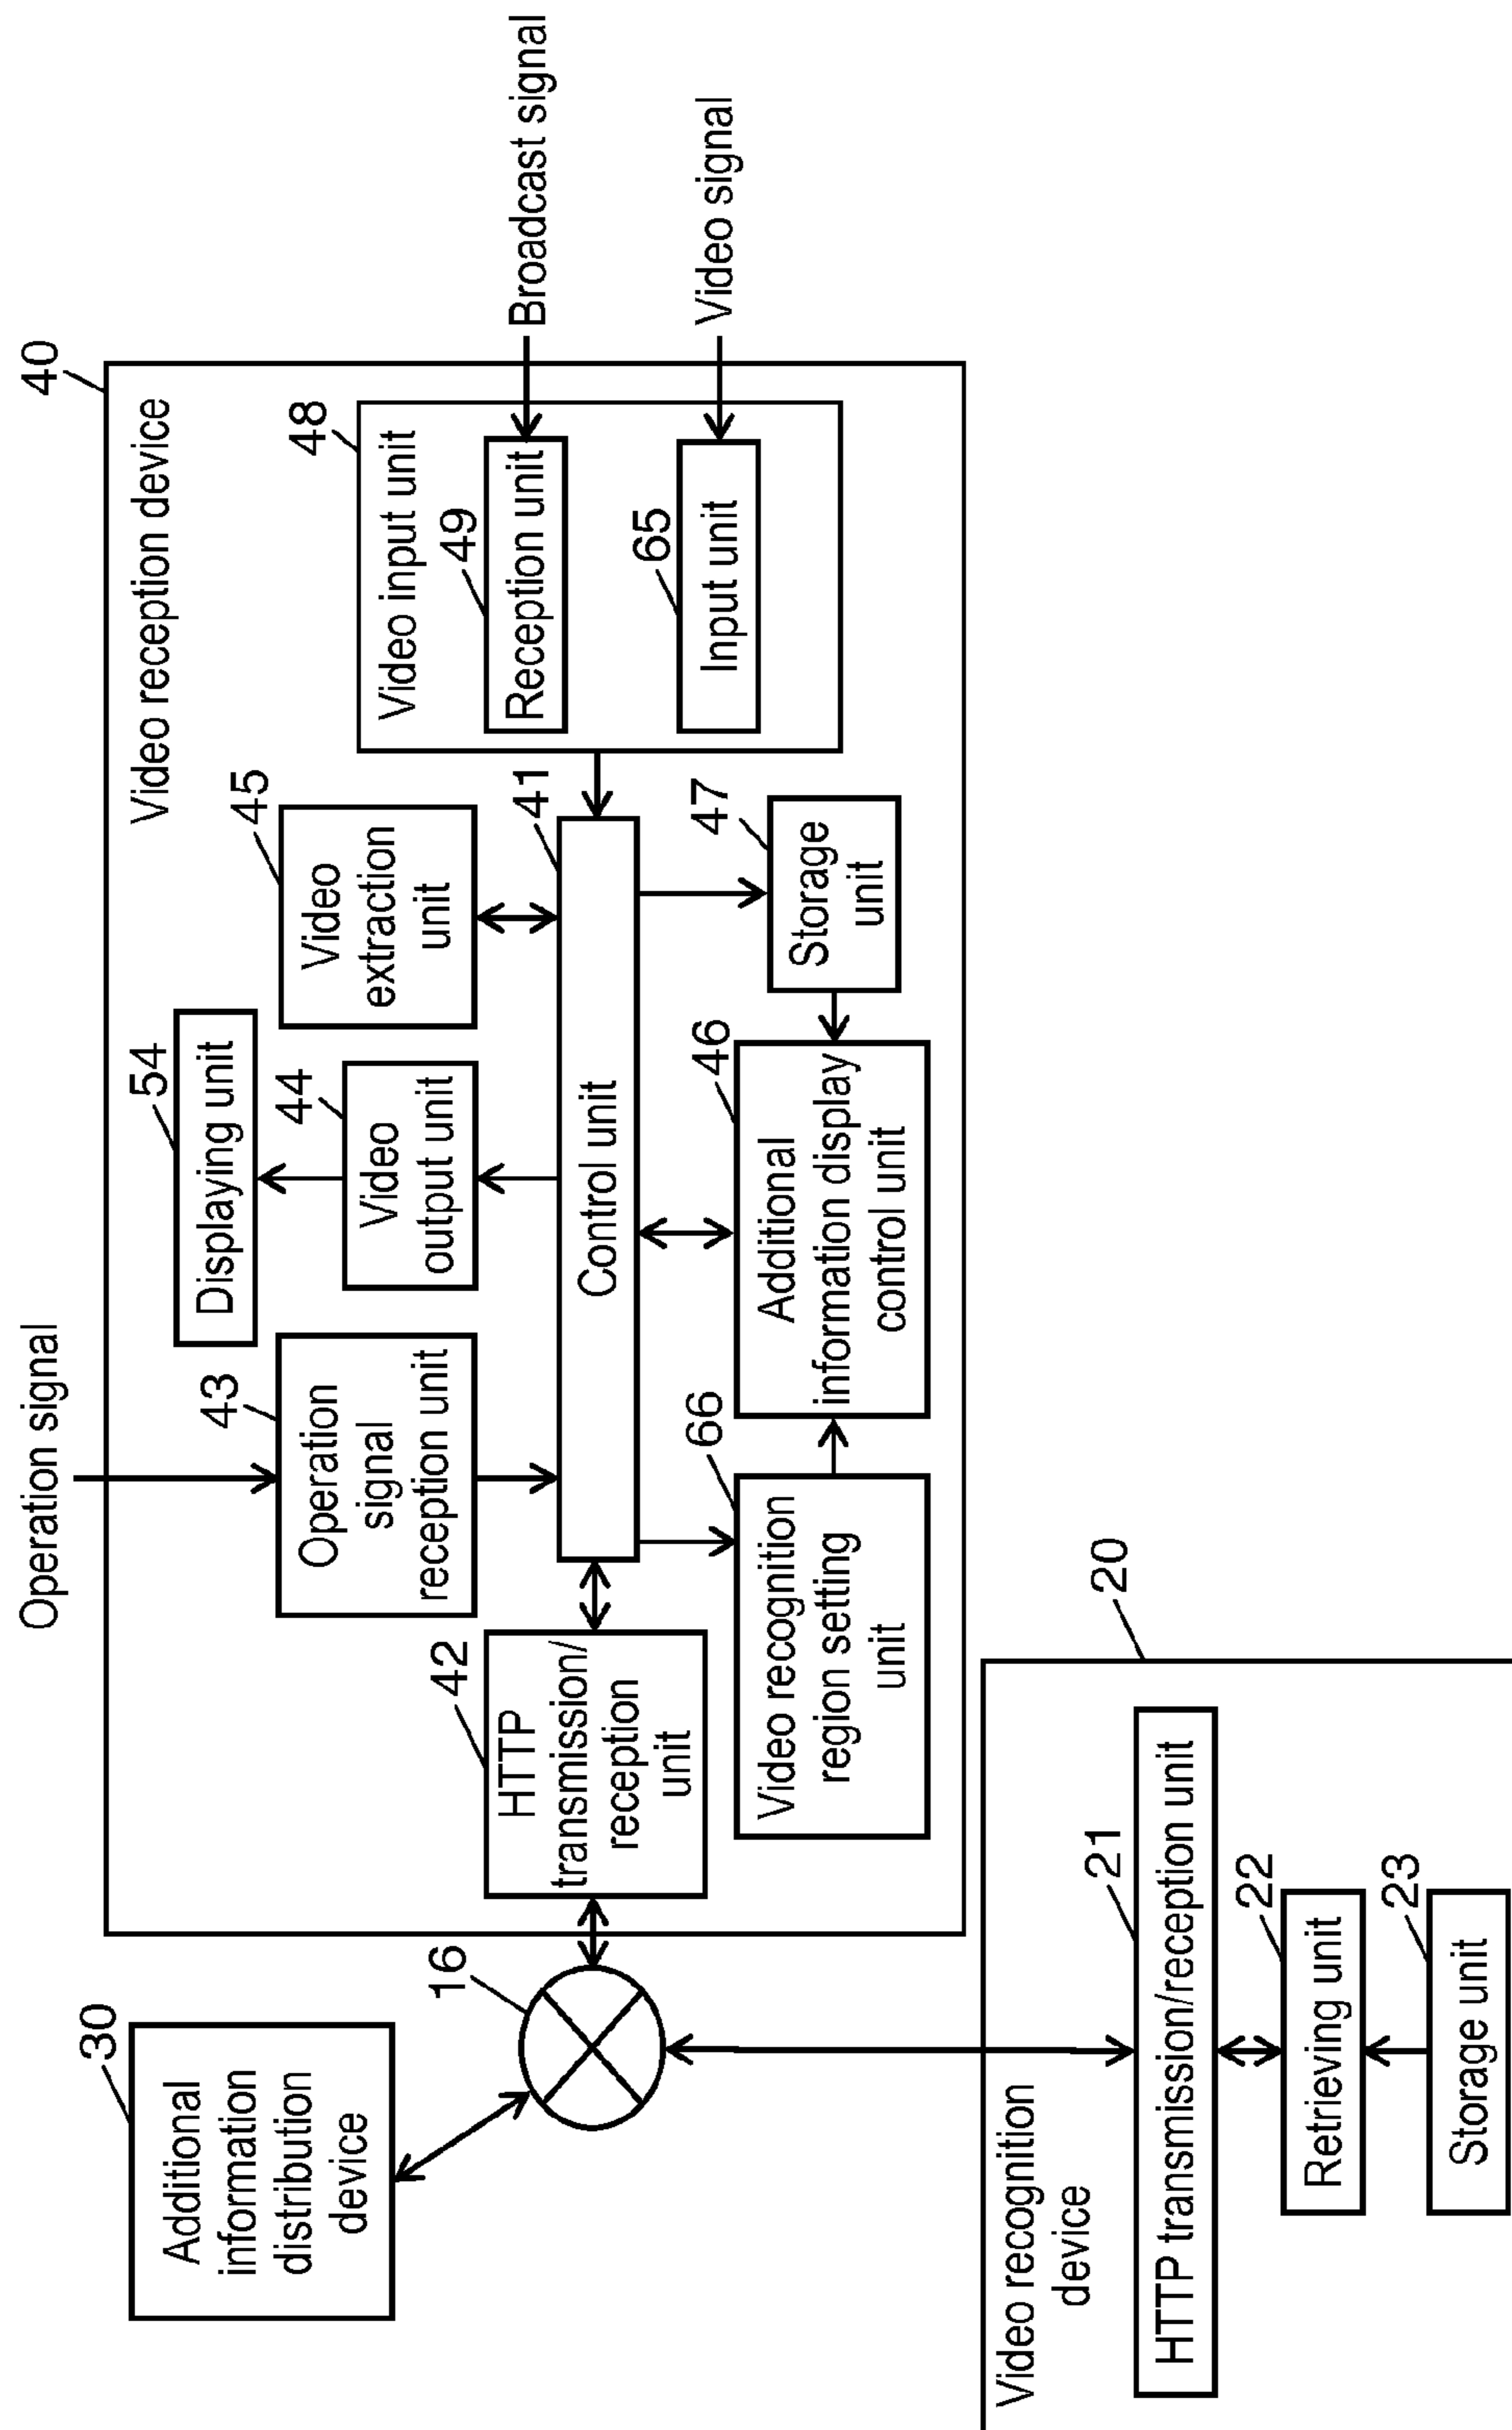 Operation signal
40
Video reception device
54
Displaying unit
43
Operation
signal
reception unit
44
Video
output unit
45
Video
extraction
unit
48
Video input unit
49
Reception unit
Broadcast signal
65
Input unit
Video signal
30
Additional
information
distribution
device
16
42
HTTP
transmission/
reception
unit
41
Control unit
66
Video recognition
region setting
unit
46
Additional
information display
control unit
47
Storage
unit
20
Video recognition
device
21
HTTP transmission/reception unit
22
Retrieving unit
23
Storage unit